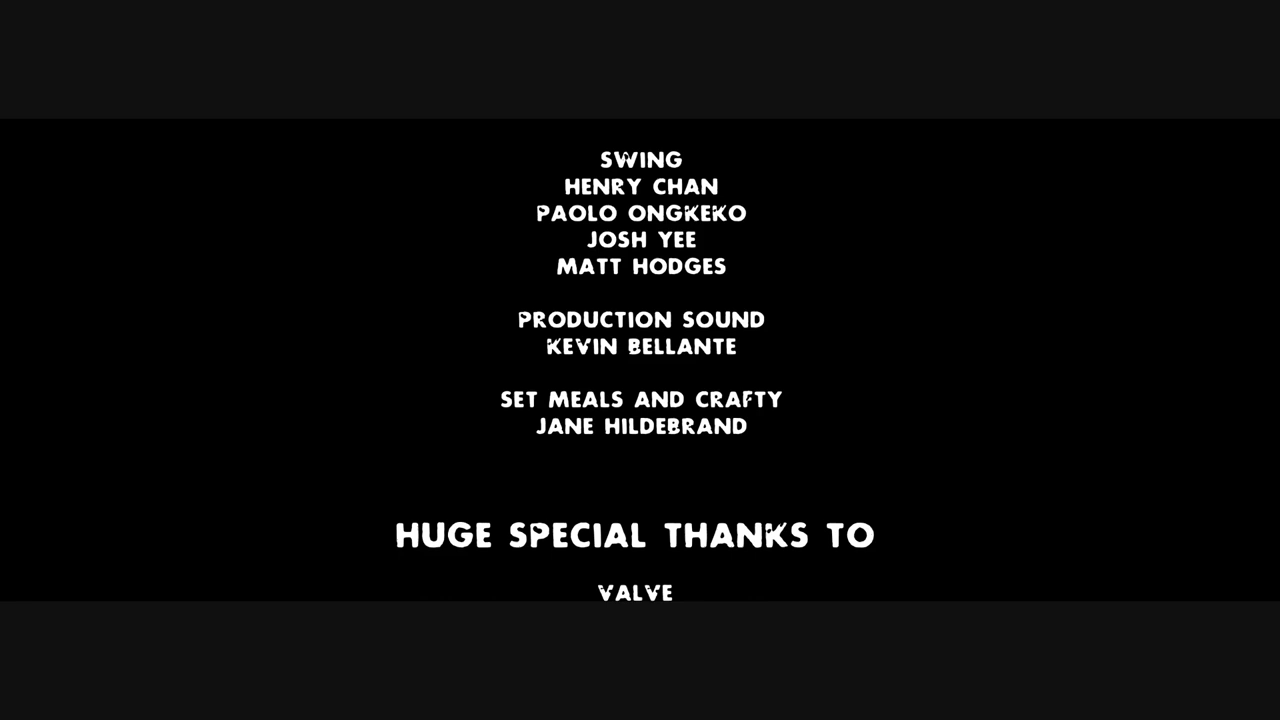 SWING
HENRY CHAN
PAOLO ONGKEKO
JOSH YEE
MATT HODGES
PRODUCTION SOUND
KEVIN BELLANTE
SET MEALS AND CRAFTY
JANE HILDEBRAND
HUGE SPECIAL THANKS TO
VALVE